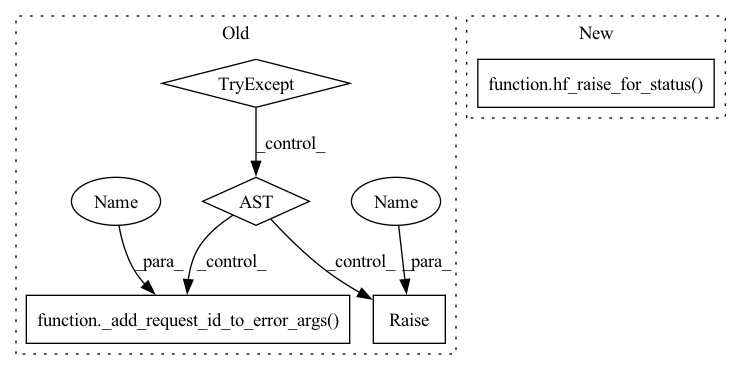 Old
New
TryExcept
function.hf_raise_for_status()
_control_
Name
AST
Name
_para_
_control_
_control_
_para_
function._add_request_id_to_error_args()
Raise